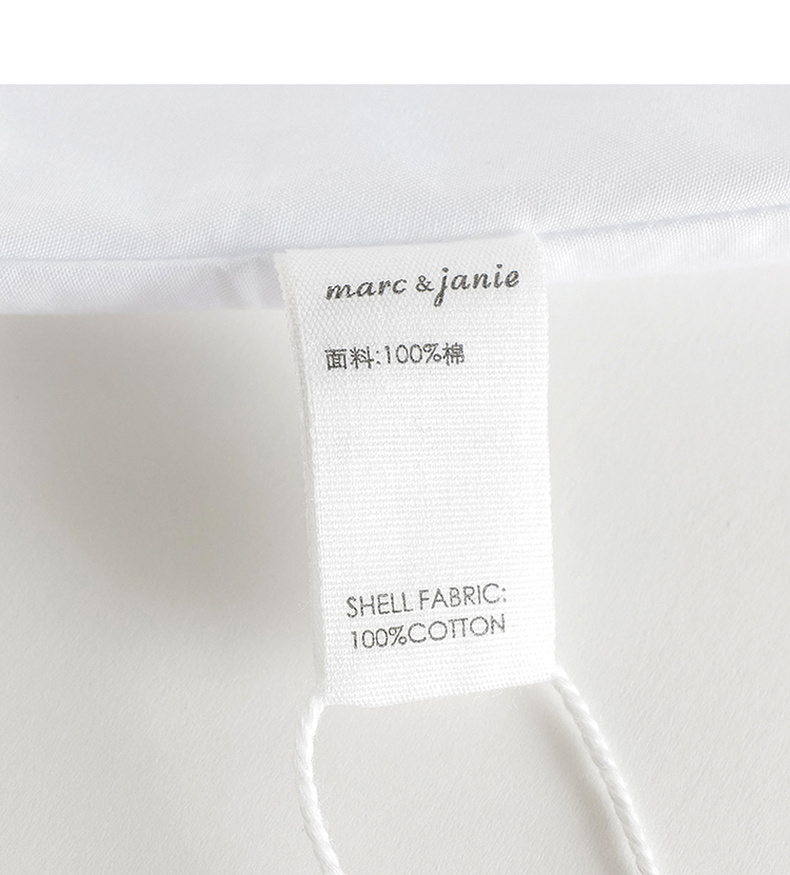 marc & janie
面料:100%棉
SHELL FABRIC:
100%COTTON